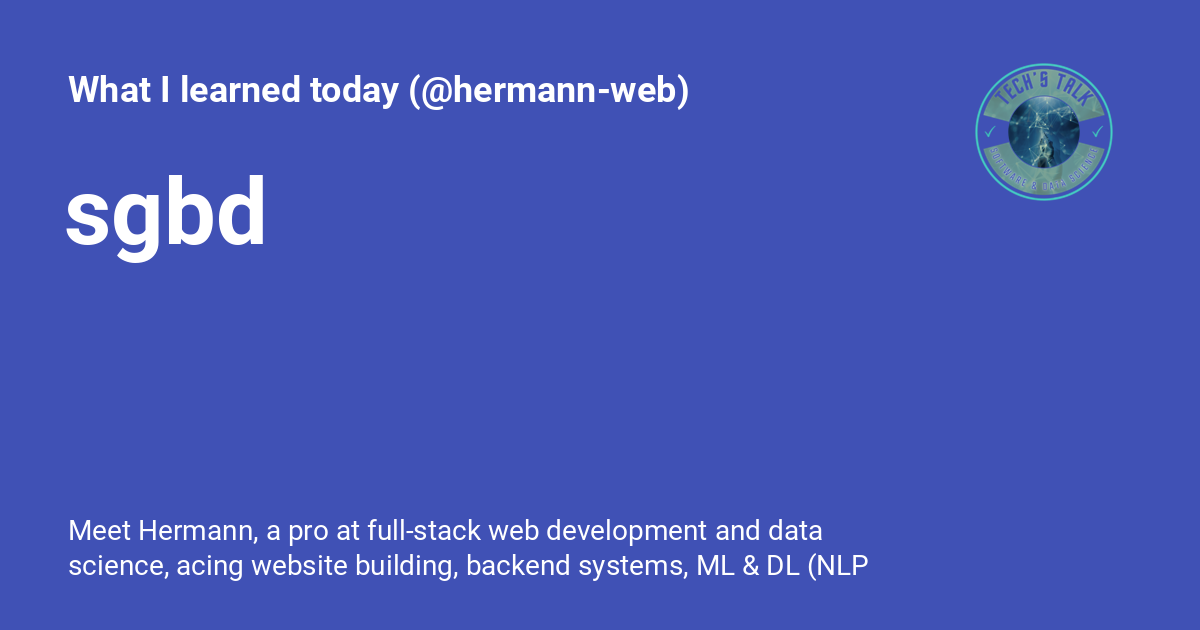 What I learned today (@hermann-web)
TECH'S TALK
sgbd
SOFTWARE & DATA SCIENCE
Meet Hermann, a pro at full-stack web development and data
science, acing website building, backend systems, ML & DL (NLP